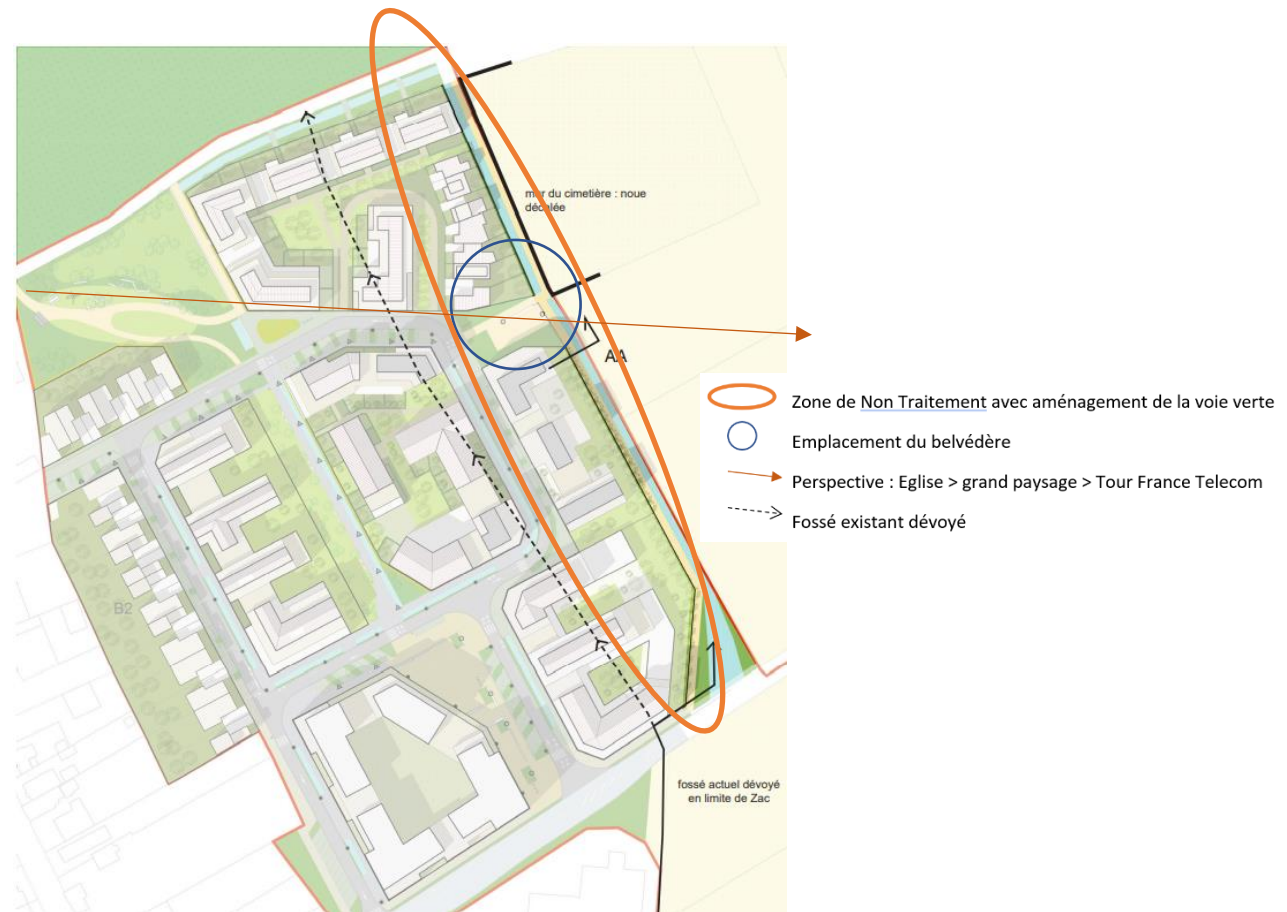 mur du cimetière : noue
décalée
AA
Zone de Non Traitement avec aménagement de la voie verte
Emplacement du belvédère
Perspective : Eglise > grand paysage > Tour France Telecom
Fossé existant dévoyé
B2
fossé actuel dévoyé
en limite de Zac